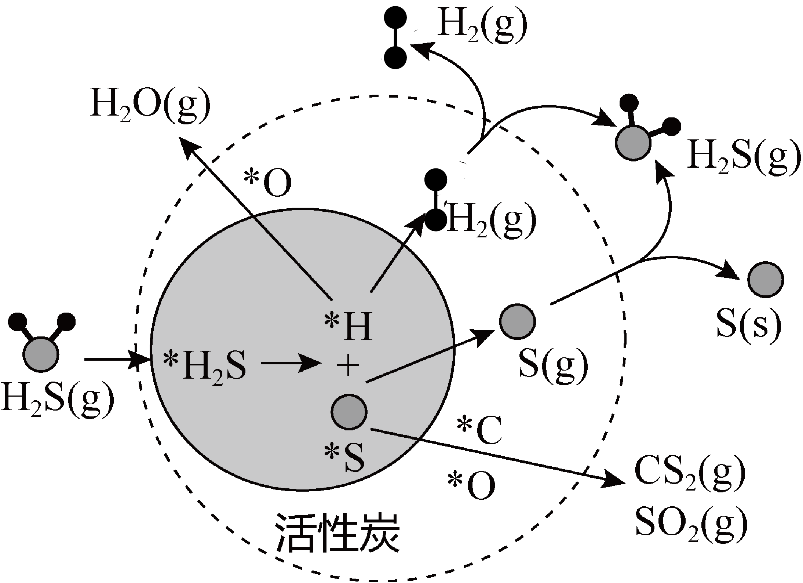 H₂(g)
H₂O(g)
H₂S(g)
*O
H₂(g)
*H
S(s)
*H₂S
+
S(g)
H₂S(g)
*S
*C
*O
CS₂(g)
SO₂(g)
活性炭